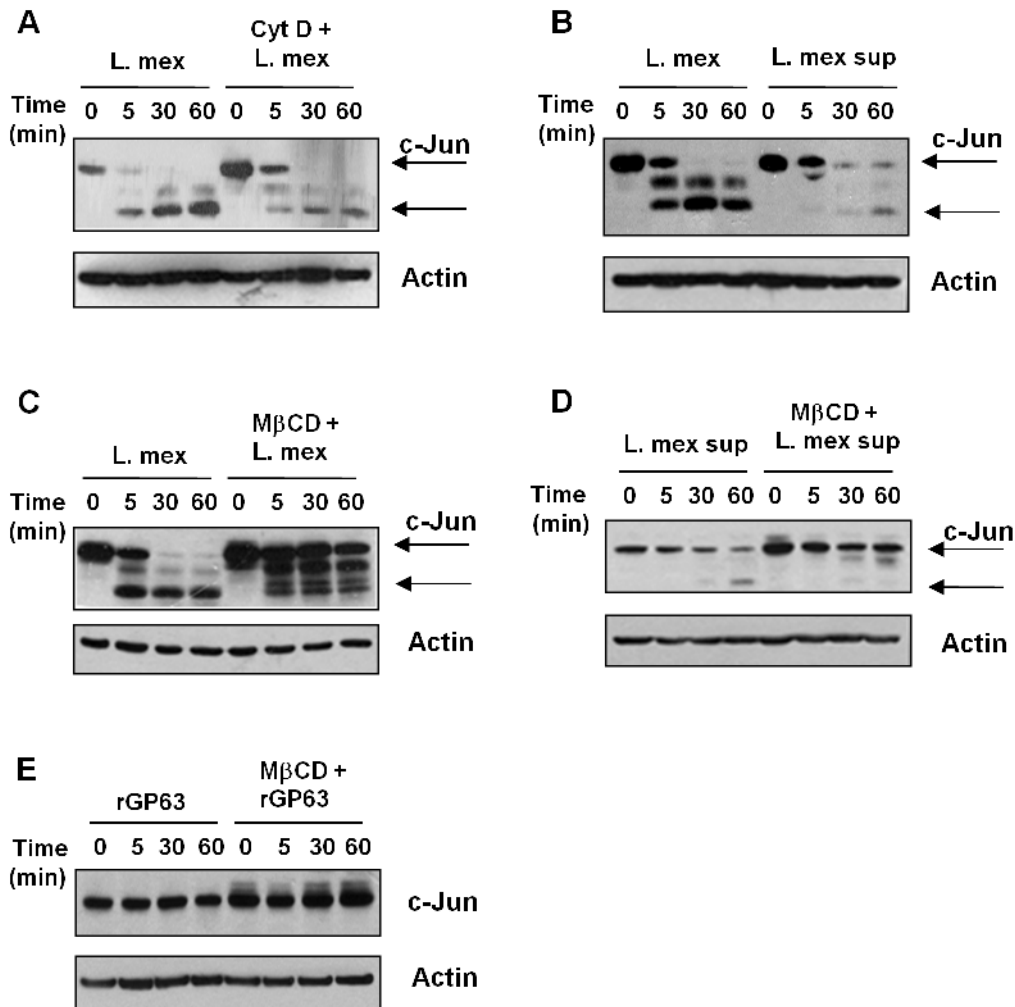 A
Cyt D +
L. mex
L. mex
Time
(min)
0 5 30 60 0 5 30 60
c-Jun
Actin
B
L. mex
L. mex sup
Time
(min)
0 5 30 60 0 5 30 60
c-Jun
Actin
C
MβCD +
L. mex
L. mex
Time
(min)
0 5 30 60 0 5 30 60
c-Jun
Actin
D
MβCD +
L. mex sup
L. mex sup
Time
(min)
0 5 30 60 0 5 30 60
c-Jun
Actin
E
MβCD +
rGP63
rGP63
Time
(min)
0 5 30 60 0 5 30 60
c-Jun
Actin